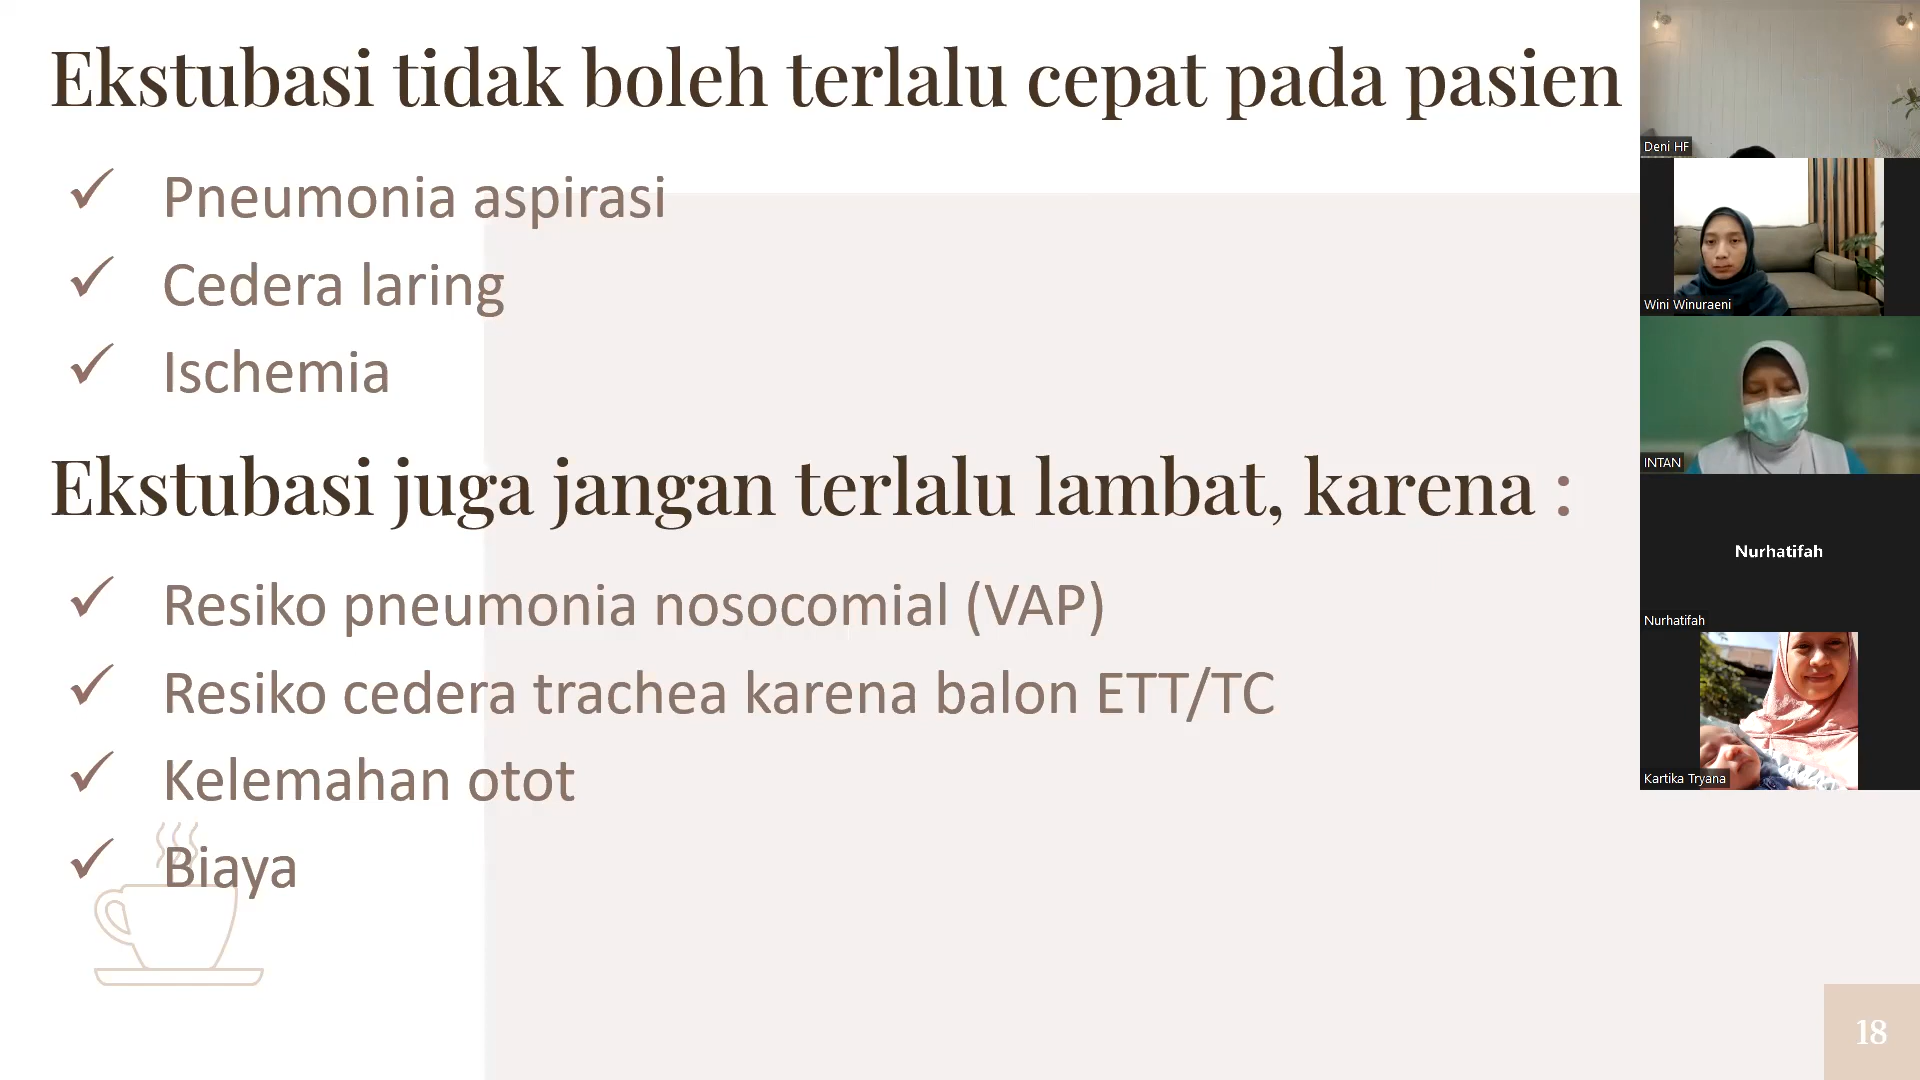 Ekstubasi tidak boleh terlalu cepat pada pasien
Pneumonia aspirasi
Cedera laring
Ischemia
Ekstubasi juga jangan terlalu lambat, karena :
Resiko pneumonia nosocomial (VAP)
Resiko cedera trachea karena balon ETT/TC
Kelemahan otot
Biaya
18
Deni HF
Wini Winuraeni
INTAN
Nurhatifah
Nurhatifah
Kartika Tryana